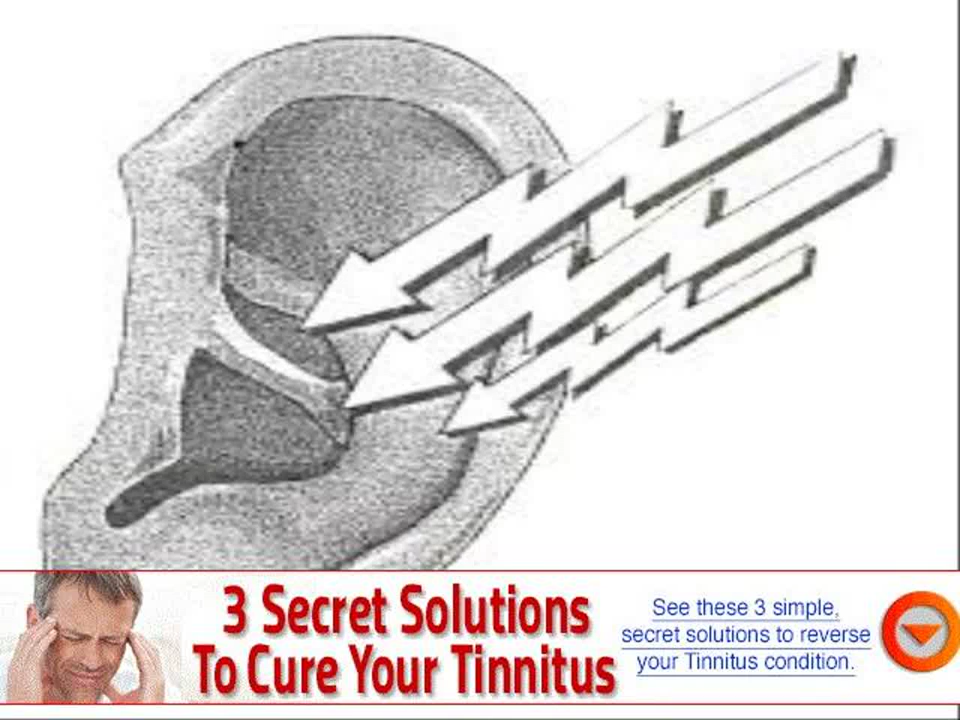 3 Secret Solutions
To Cure Your Tinnitus
See these 3 simple,
secret solutions to reverse
your Tinnitus condition.